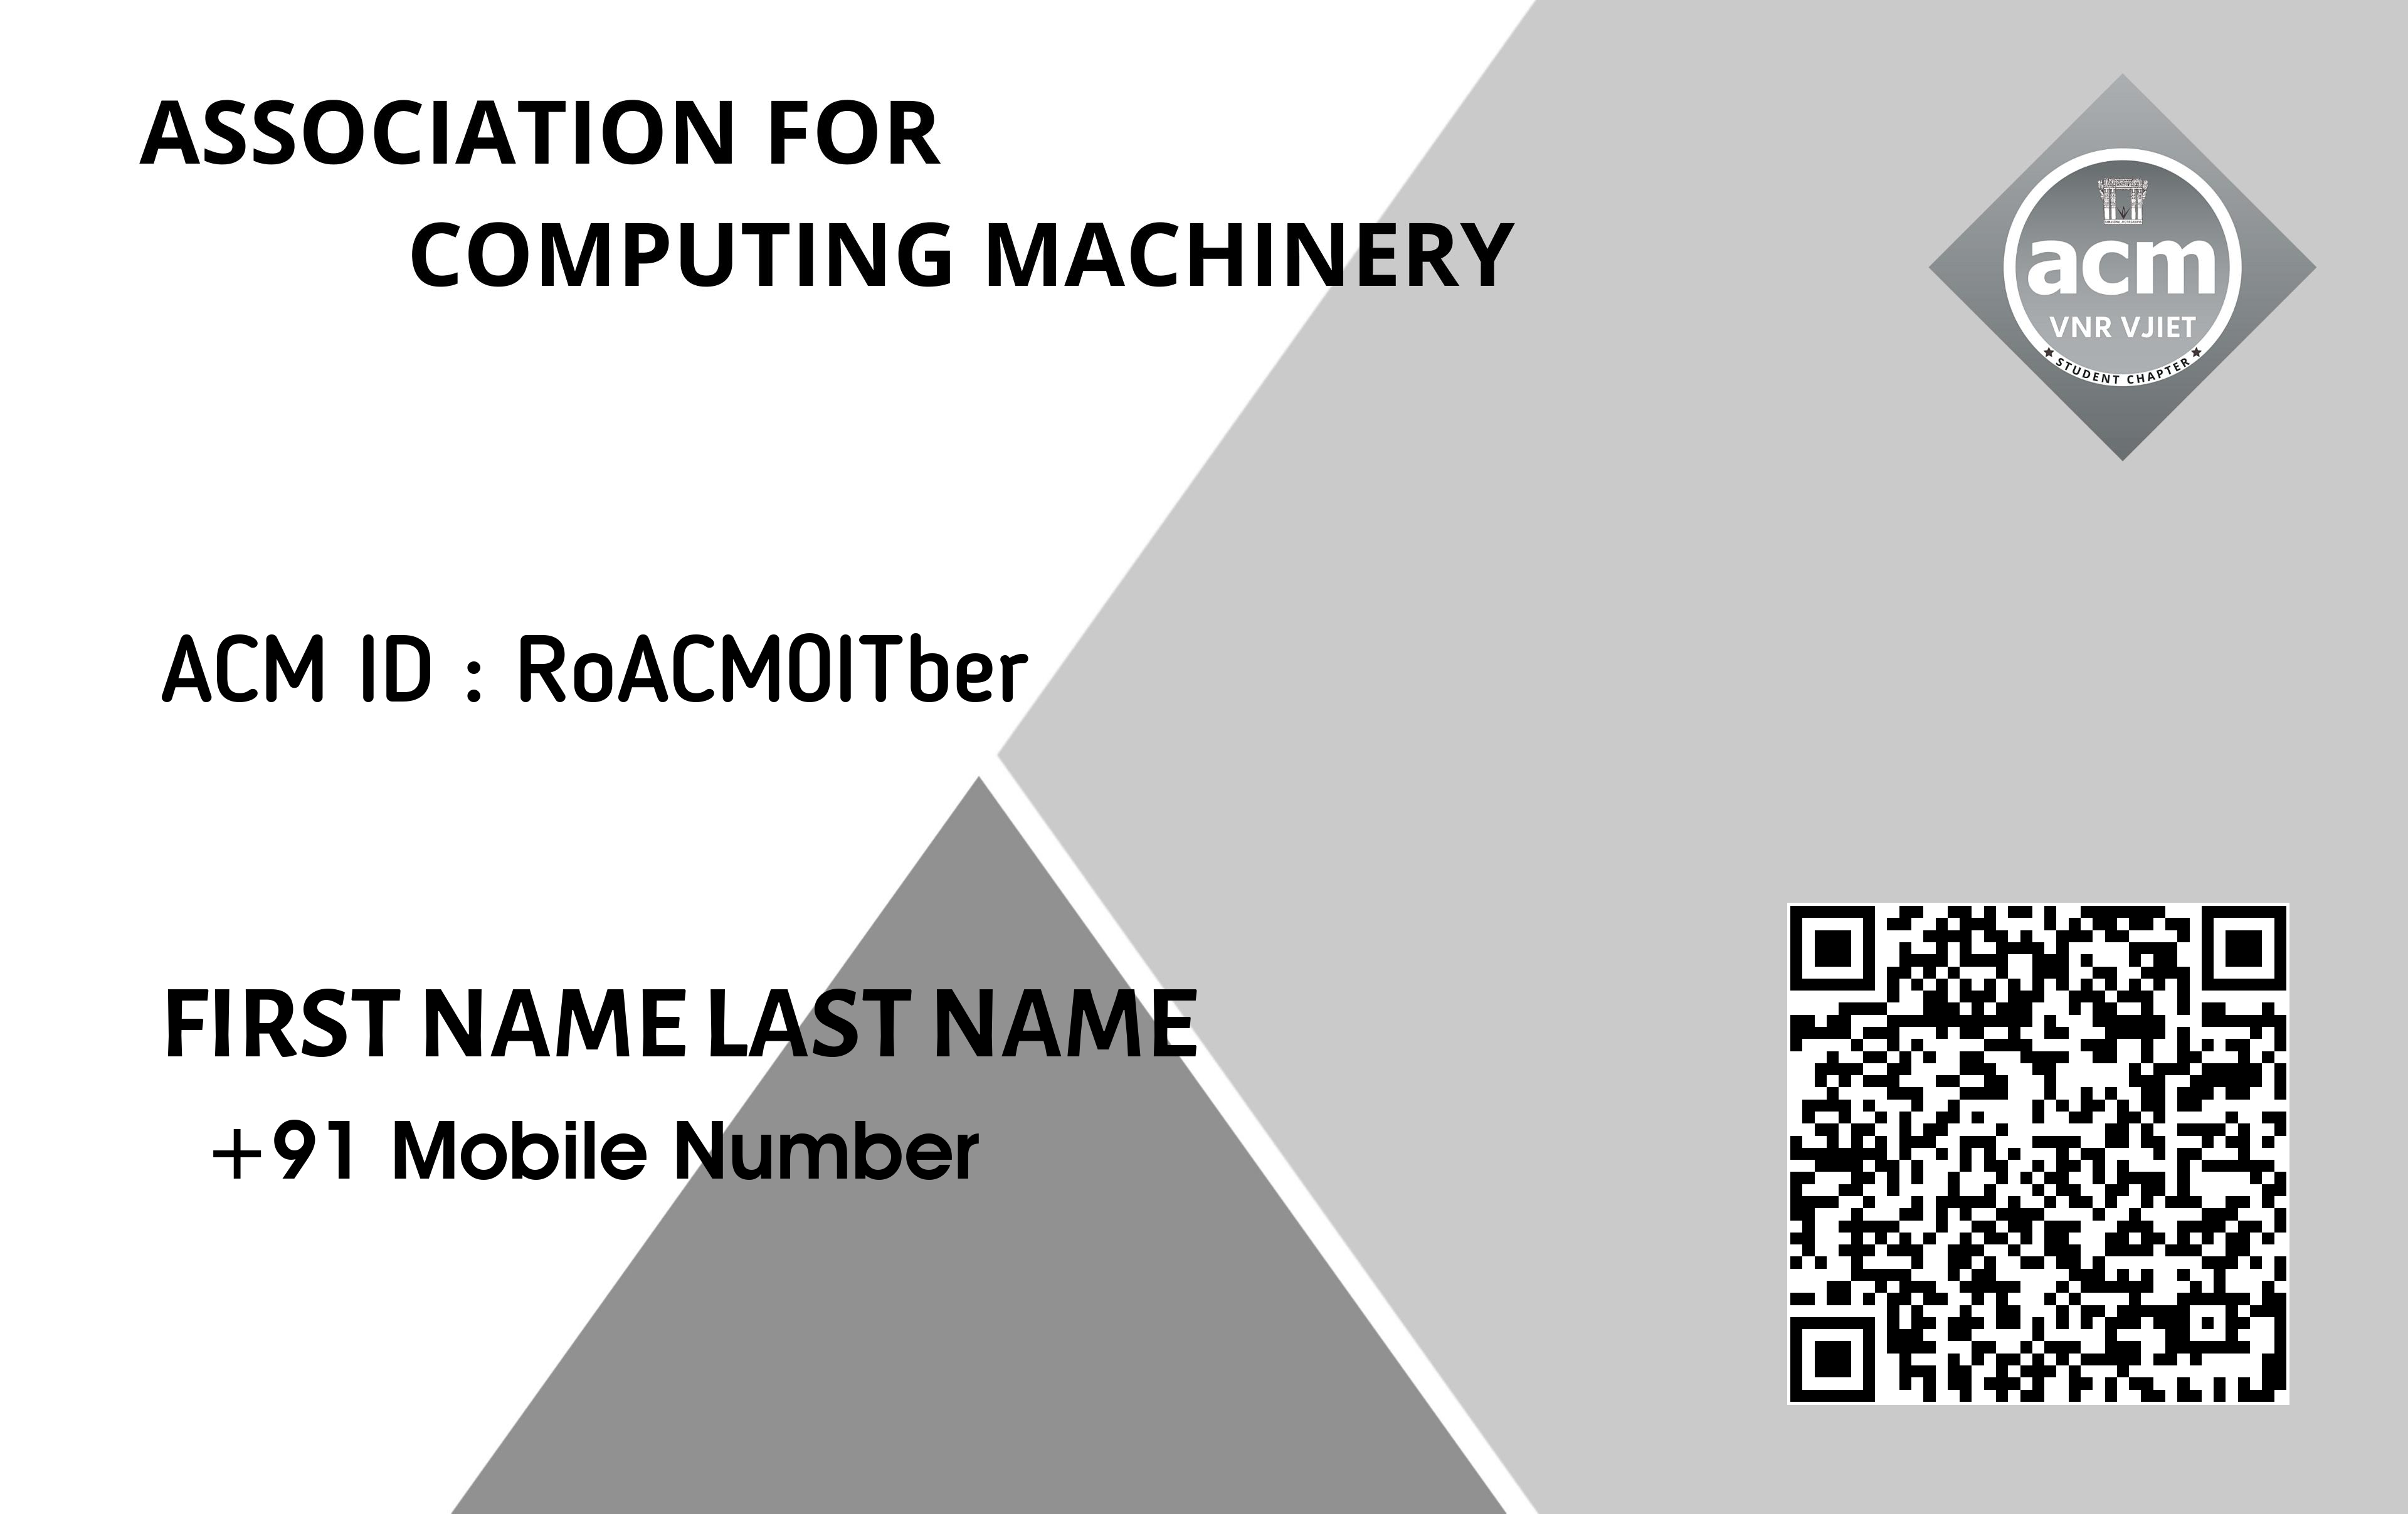 ASSOCIATION FOR
COMPUTING MACHINERY
acm
VNR VJIET
★ STUDENT CHAPTER ★
ACM ID : RoACM0ITber
FIRST NAME LAST NAME
+91 Mobile Number